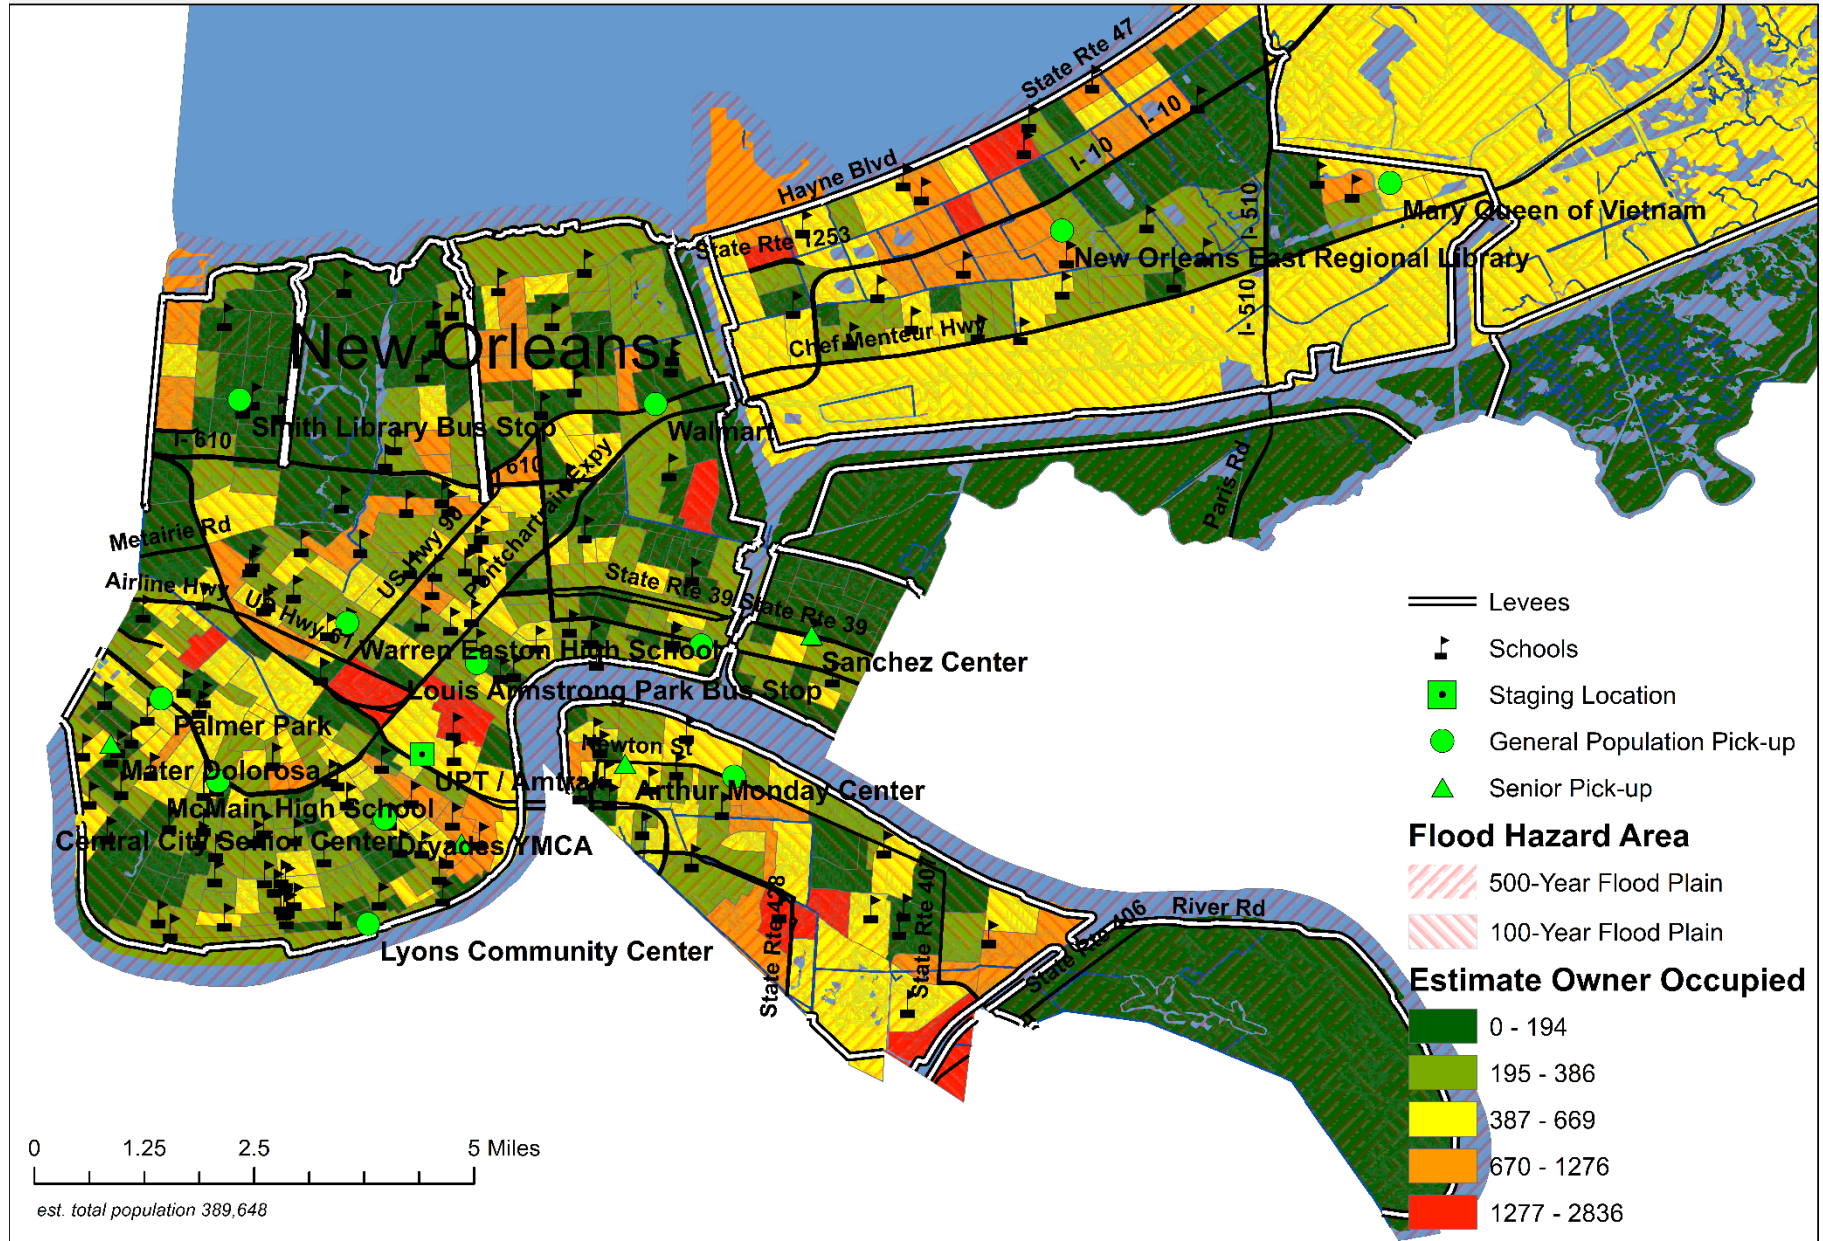 State Rte 47
I- 10
I- 10
Hayne Blvd
State Rte 1253
I- 510
I- 510
Mary Queen of Vietnam
New Orleans East Regional Library
Chef Menteur Hwy
New Orleans
Smith Library Bus Stop
Walmart
I- 610
610
Pontchartrain Expy
US Hwy 90
Metairie Rd
Airline Hwy
US Hwy 61
State Rte 39
State Rte 39
Paris Rd
Warren Easton High School
Sanchez Center
Louis Armstrong Park Bus Stop
Palmer Park
Newton St
Mater Dolorosa
UPT / Amtrak
Arthur Monday Center
McMain High School
Central City Senior Center
Dryades YMCA
Lyons Community Center
State Rte 428
State Rte 407
State Rte 406
River Rd
Levees
Schools
Staging Location
General Population Pick-up
Senior Pick-up
Flood Hazard Area
500-Year Flood Plain
100-Year Flood Plain
Estimate Owner Occupied
0 - 194
195 - 386
387 - 669
670 - 1276
1277 - 2836
0 1.25 2.5 5 Miles
est. total population 389,648